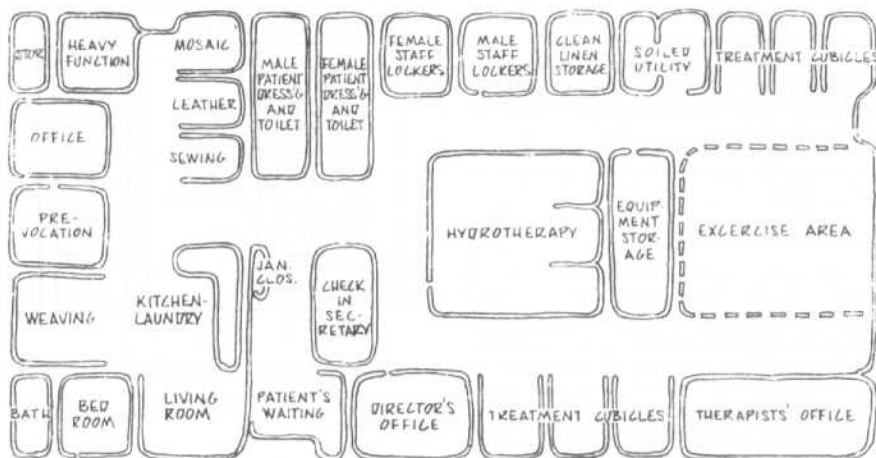 STOR.
HEAVY
FUNCTION
MOSAIC
LEATHER
SEWING
MALE
PATIENT
DRESS'G
AND
TOILET
FEMALE
PATIENT
DRESS'G
AND
TOILET
FEMALE
STAFF
LOCKERS
MALE
STAFF
LOCKERS
CLEAN
LINEN
STORAGE
SOILED
UTILITY
TREATMENT CUBICLES
OFFICE
PRE-
VOCATION
WEAVING
KITCHEN-
LAUNDRY
JAN.
CLOS.
CHECK
IN
SEC-
RETARY
HYDROTHERAPY
EQUIP-
MENT
STOR-
AGE
EXCERCISE AREA
BATH
BED
ROOM
LIVING
ROOM
PATIENT'S
WAITING
DIRECTOR'S
OFFICE
TREATMENT CUBICLES
THERAPISTS' OFFICE